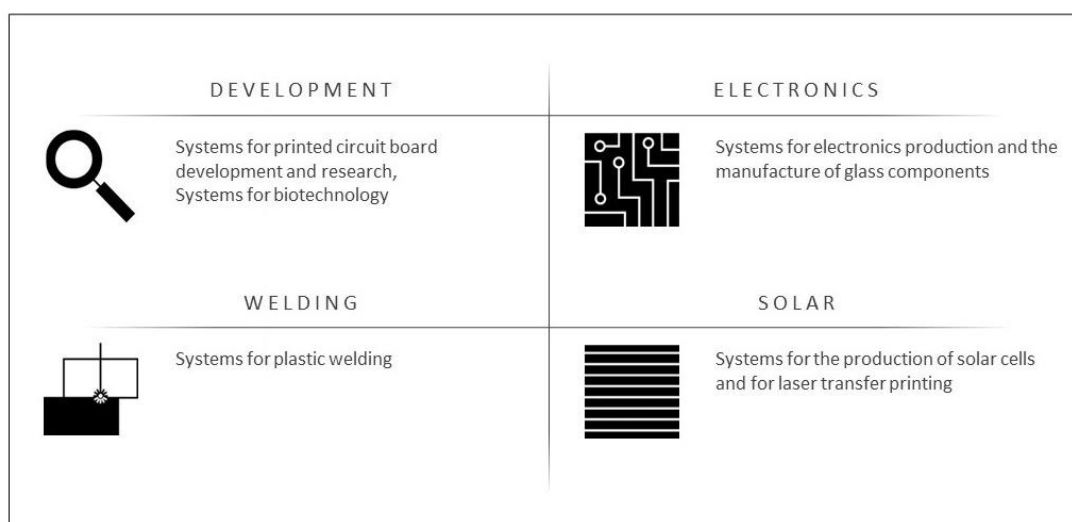 DEVELOPMENT
Systems for printed circuit board
development and research,
Systems for biotechnology
ELECTRONICS
Systems for electronics production and the
manufacture of glass components
WELDING
Systems for plastic welding
SOLAR
Systems for the production of solar cells
and for laser transfer printing